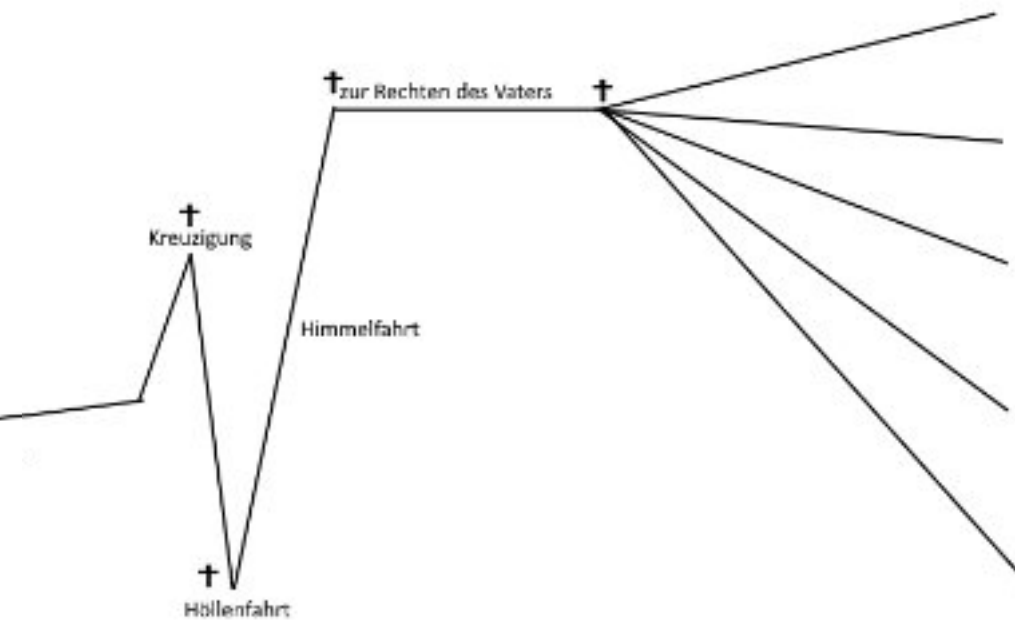 zur Rechten des Vaters
Kreuzigung
Himmelfahrt
Höllenfahrt